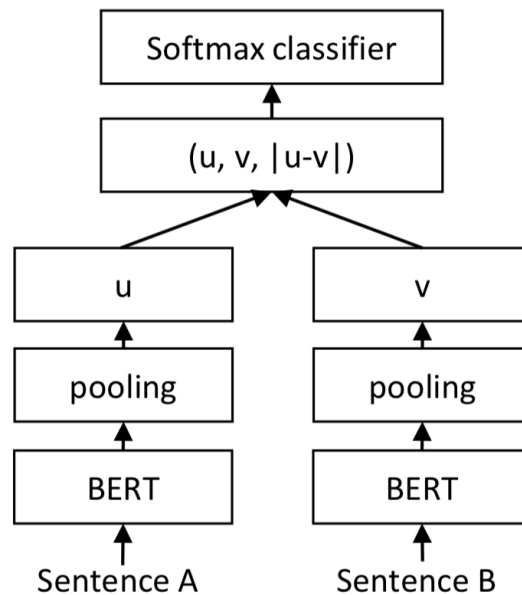 Softmax classifier
(u, v, |u-v|)
u
v
pooling
pooling
BERT
BERT
Sentence A
Sentence B